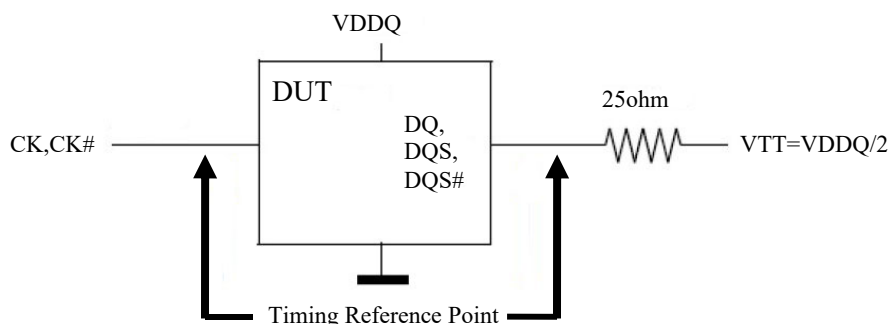 VDDQ
DUT
25ohm
CK,CK#
DQ,
DQS,
DQS#
VTT=VDDQ/2
Timing Reference Point